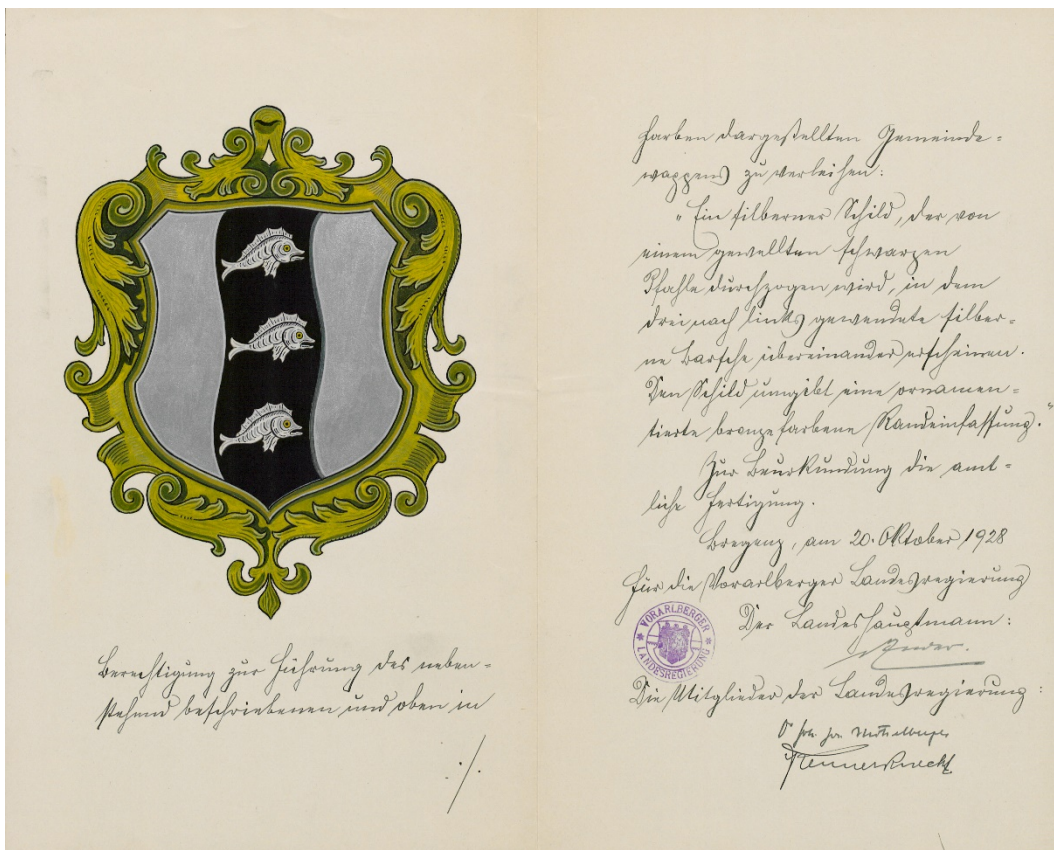 Berechtigung zur Führung des neben-
stehend beschriebenen und oben in
./.
Farben dargestellten Gemeinde-
wappens zu verleihen:
"Ein silberner Schild, der von
einem gewellten schwarzen
Pfahle durchzogen wird, in dem
drei nach links gewendete silber-
ne Barsche übereinander erscheinen.
Den Schild umgibt eine ornamen-
tierte bronzefarbene Randeinfassung."
Zur Beurkundung die amt-
liche Fertigung.
Bregenz, am 20. Oktober 1928
Für die Vorarlberger Landesregierung
Der Landeshauptmann:
Ender.
VORARLBERGER
LANDESREGIERUNG
Die Mitglieder der Landesregierung:
Dr